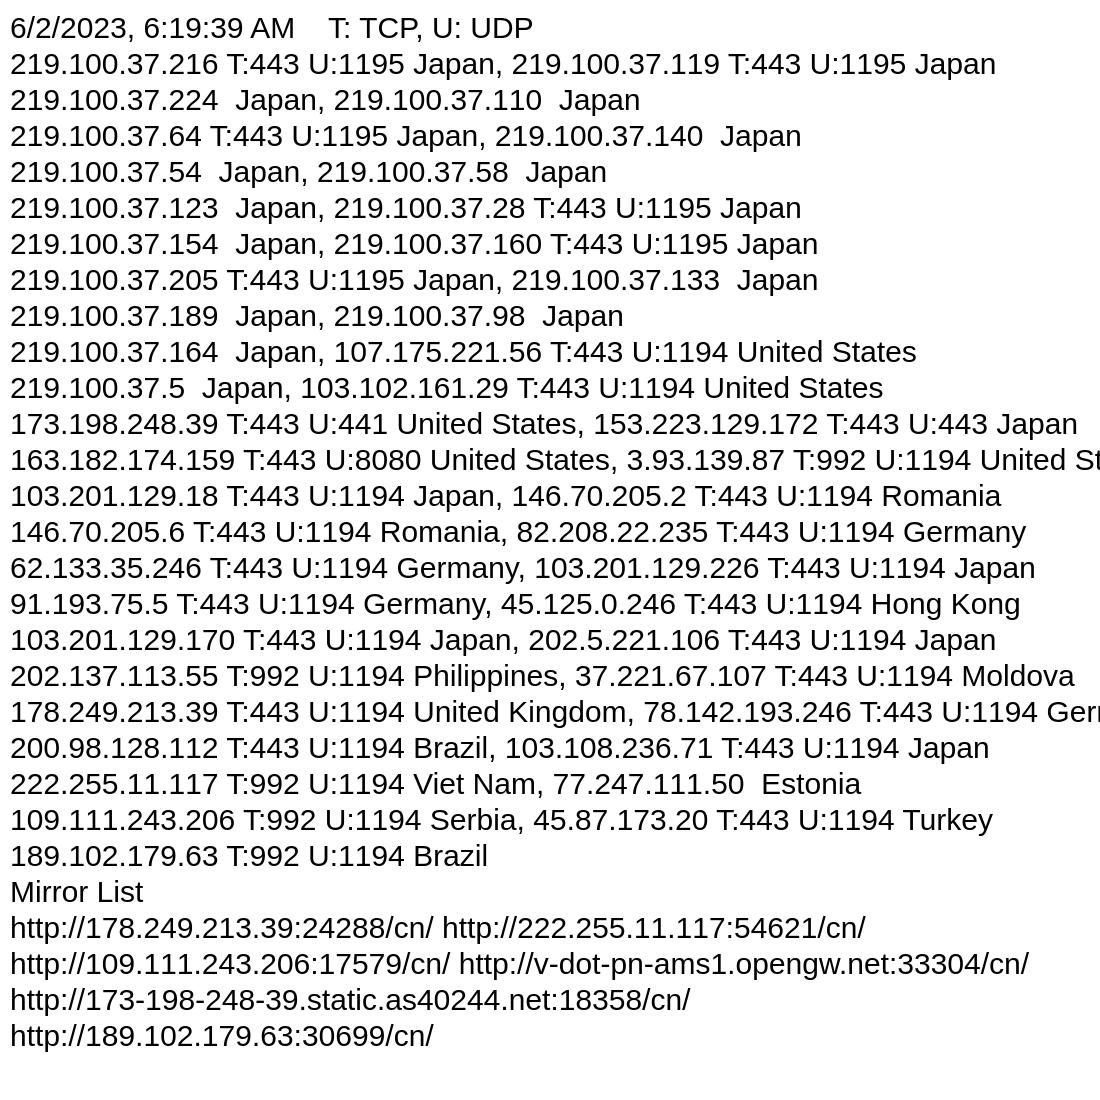 6/2/2023, 6:19:39 AM    T: TCP, U: UDP
219.100.37.216 T:443 U:1195 Japan, 219.100.37.119 T:443 U:1195 Japan
219.100.37.224  Japan, 219.100.37.110  Japan
219.100.37.64 T:443 U:1195 Japan, 219.100.37.140  Japan
219.100.37.54  Japan, 219.100.37.58  Japan
219.100.37.123  Japan, 219.100.37.28 T:443 U:1195 Japan
219.100.37.154  Japan, 219.100.37.160 T:443 U:1195 Japan
219.100.37.205 T:443 U:1195 Japan, 219.100.37.133  Japan
219.100.37.189  Japan, 219.100.37.98  Japan
219.100.37.164  Japan, 107.175.221.56 T:443 U:1194 United States
219.100.37.5  Japan, 103.102.161.29 T:443 U:1194 United States
173.198.248.39 T:443 U:441 United States, 153.223.129.172 T:443 U:443 Japan
163.182.174.159 T:443 U:8080 United States, 3.93.139.87 T:992 U:1194 United
103.201.129.18 T:443 U:1194 Japan, 146.70.205.2 T:443 U:1194 Romania
146.70.205.6 T:443 U:1194 Romania, 82.208.22.235 T:443 U:1194 Germany
62.133.35.246 T:443 U:1194 Germany, 103.201.129.226 T:443 U:1194 Japan
91.193.75.5 T:443 U:1194 Germany, 45.125.0.246 T:443 U:1194 Hong Kong
103.201.129.170 T:443 U:1194 Japan, 202.5.221.106 T:443 U:1194 Japan
202.137.113.55 T:992 U:1194 Philippines, 37.221.67.107 T:443 U:1194 Moldova
178.249.213.39 T:443 U:1194 United Kingdom, 78.142.193.246 T:443 U:1194
200.98.128.112 T:443 U:1194 Brazil, 103.108.236.71 T:443 U:1194 Japan
222.255.11.117 T:992 U:1194 Viet Nam, 77.247.111.50  Estonia
109.111.243.206 T:992 U:1194 Serbia, 45.87.173.20 T:443 U:1194 Turkey
189.102.179.63 T:992 U:1194 Brazil
Mirror List
http://178.249.213.39:24288/cn/ http://222.255.11.117:54621/cn/
http://109.111.243.206:17579/cn/ http://v-dot-pn-ams1.opengw.net:33304/cn/
http://173-198-248-39.static.as40244.net:18358/cn/
http://189.102.179.63:30699/cn/